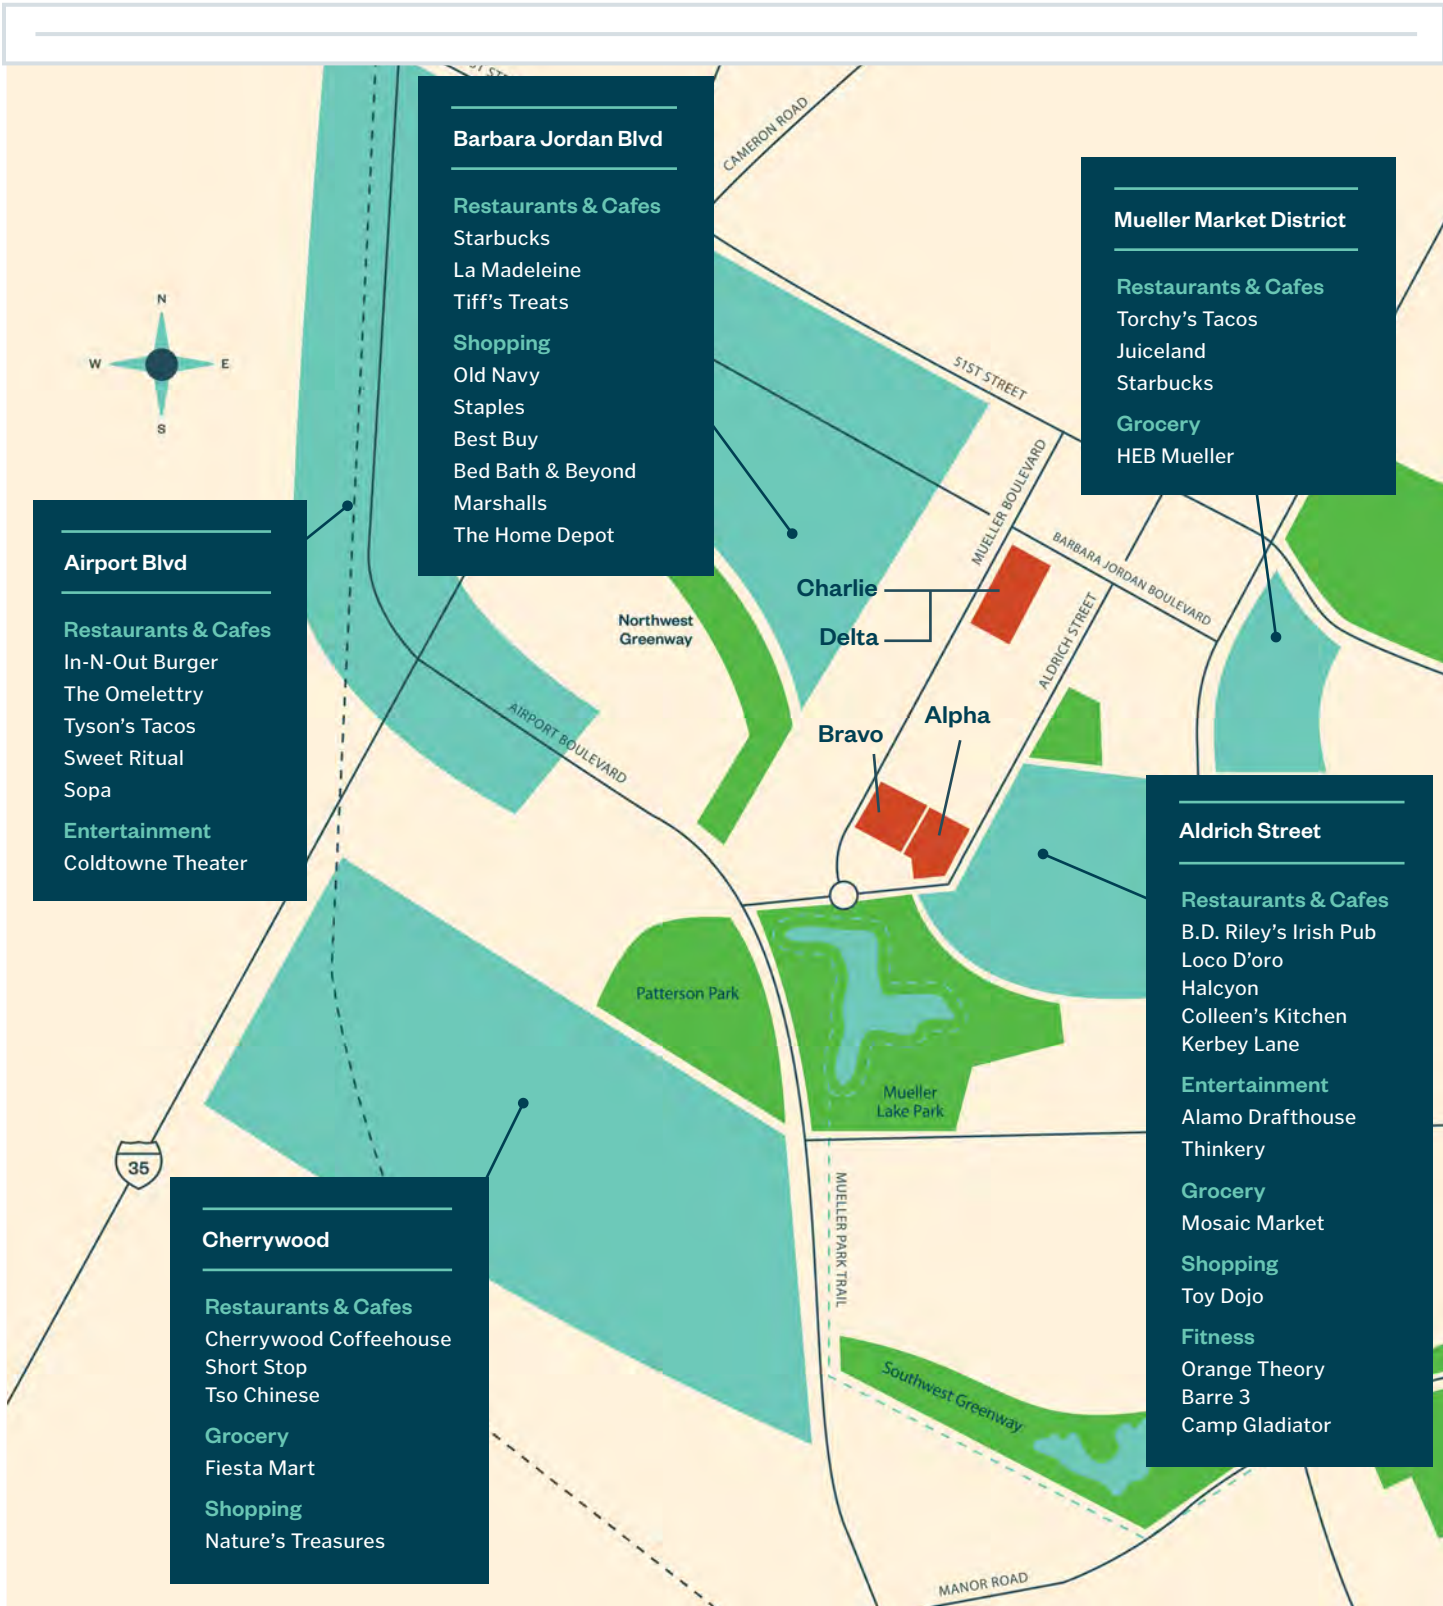 Barbara Jordan Blvd
Restaurants & Cafes
Starbucks
La Madeleine
Tiff's Treats
Shopping
Old Navy
Staples
Best Buy
Bed Bath & Beyond
Marshalls
The Home Depot
CAMERON ROAD
Mueller Market District
Restaurants & Cafes
Torchy's Tacos
Juiceland
Starbucks
Grocery
HEB Mueller
N
W
E
S
51ST STREET
MUELLER BOULEVARD
BARBARA JORDAN BOULEVARD
ALDRICH STREET
Airport Blvd
Restaurants & Cafes
In-N-Out Burger
The Omelettry
Tyson's Tacos
Sweet Ritual
Sopa
Entertainment
Coldtowne Theater
Northwest
Greenway
Charlie
Delta
Bravo
Alpha
AIRPORT BOULEVARD
Aldrich Street
Restaurants & Cafes
B.D. Riley's Irish Pub
Loco D'oro
Halcyon
Colleen's Kitchen
Kerbey Lane
Entertainment
Alamo Drafthouse
Thinkery
Grocery
Mosaic Market
Shopping
Toy Dojo
Fitness
Orange Theory
Barre 3
Camp Gladiator
Patterson Park
Mueller
Lake Park
35
MUELLER PARK TRAIL
Cherrywood
Restaurants & Cafes
Cherrywood Coffeehouse
Short Stop
Tso Chinese
Grocery
Fiesta Mart
Shopping
Nature's Treasures
Southwest Greenway
MANOR ROAD